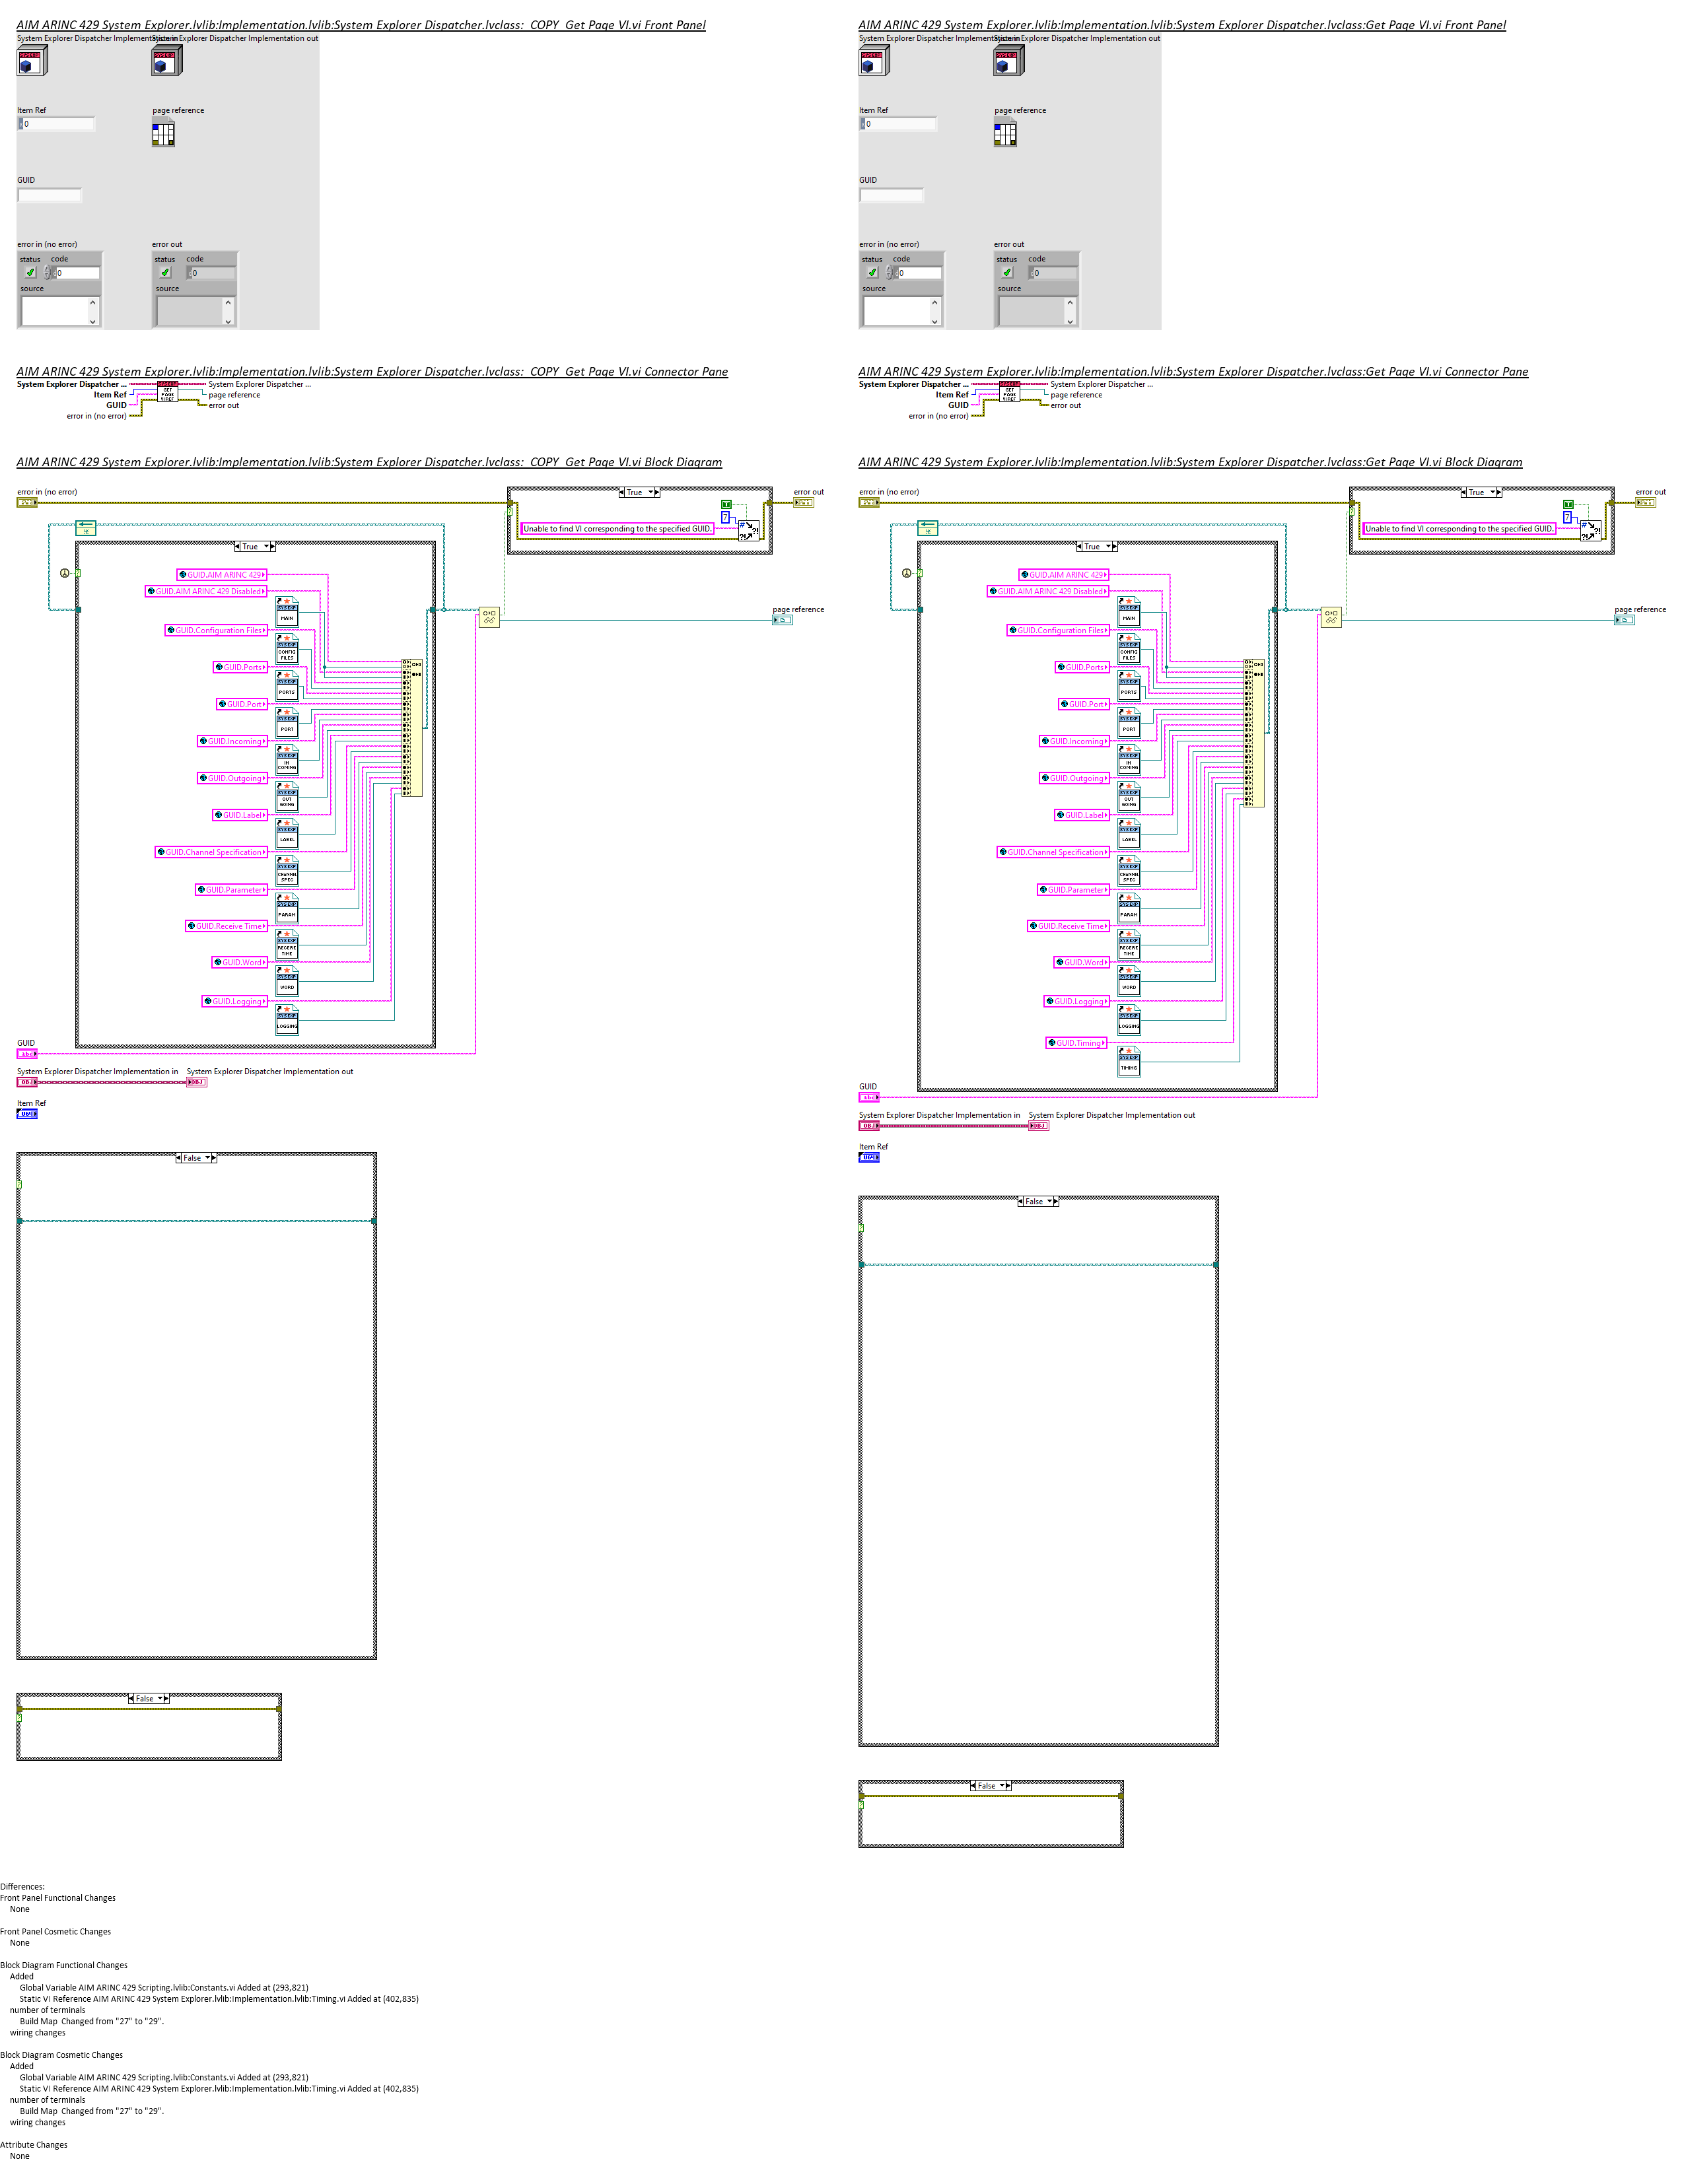 AIM ARINC 429 System Explorer.lvlib:Implementation.lvlib:System Explorer Dispatcher.lvclass:_COPY_Get Page VI.vi Front Panel
System Explorer Dispatcher Implementation in
System Explorer Dispatcher Implementation out
Item Ref
page reference
0
GUID
error in (no error)
error out
status
code
status
code
0
0
source
source
AIM ARINC 429 System Explorer.lvlib:Implementation.lvlib:System Explorer Dispatcher.lvclass:_COPY_Get Page VI.vi Connector Pane
System Explorer Dispatcher ...
System Explorer Dispatcher ...
Item Ref
page reference
GUID
error out
error in (no error)
GET
PAGE
VI REF
AIM ARINC 429 System Explorer.lvlib:Implementation.lvlib:System Explorer Dispatcher.lvclass:_COPY_Get Page VI.vi Block Diagram
error in (no error)
True
error out
7
Unable to find VI corresponding to the specified GUID.
True
GUID.AIM ARINC 429
GUID.AIM ARINC 429 Disabled
MAIN
GUID.Configuration Files
CONFIG
FILES
GUID.Ports
PORTS
GUID.Port
PORT
GUID.Incoming
IN
COMING
GUID.Outgoing
OUT
GOING
GUID.Label
LABEL
GUID.Channel Specification
CHANNEL
SPEC
GUID.Parameter
PARAM
GUID.Receive Time
RECEIVE
TIME
GUID.Word
WORD
GUID.Logging
LOGGING
page reference
GUID
abc
System Explorer Dispatcher Implementation in
System Explorer Dispatcher Implementation out
OBJ
OBJ
Item Ref
False
False
AIM ARINC 429 System Explorer.lvlib:Implementation.lvlib:System Explorer Dispatcher.lvclass:Get Page VI.vi Front Panel
System Explorer Dispatcher Implementation in
System Explorer Dispatcher Implementation out
Item Ref
page reference
0
GUID
error in (no error)
error out
status
code
status
code
0
0
source
source
AIM ARINC 429 System Explorer.lvlib:Implementation.lvlib:System Explorer Dispatcher.lvclass:Get Page VI.vi Connector Pane
System Explorer Dispatcher ...
System Explorer Dispatcher ...
Item Ref
page reference
GUID
error out
error in (no error)
GET
PAGE
VI REF
AIM ARINC 429 System Explorer.lvlib:Implementation.lvlib:System Explorer Dispatcher.lvclass:Get Page VI.vi Block Diagram
error in (no error)
True
error out
7
Unable to find VI corresponding to the specified GUID.
True
GUID.AIM ARINC 429
GUID.AIM ARINC 429 Disabled
MAIN
GUID.Configuration Files
CONFIG
FILES
GUID.Ports
PORTS
GUID.Port
PORT
GUID.Incoming
IN
COMING
GUID.Outgoing
OUT
GOING
GUID.Label
LABEL
GUID.Channel Specification
CHANNEL
SPEC
GUID.Parameter
PARAM
GUID.Receive Time
RECEIVE
TIME
GUID.Word
WORD
GUID.Logging
LOGGING
GUID.Timing
TIMING
page reference
GUID
abc
System Explorer Dispatcher Implementation in
System Explorer Dispatcher Implementation out
OBJ
OBJ
Item Ref
False
False
Differences:
Front Panel Functional Changes
None
Front Panel Cosmetic Changes
None
Block Diagram Functional Changes
Added
Global Variable AIM ARINC 429 Scripting.lvlib:Constants.vi Added at (293,821)
Static VI Reference AIM ARINC 429 System Explorer.lvlib:Implementation.lvlib:Timing.vi Added at (402,835)
number of terminals
Build Map  Changed from "27" to "29".
wiring changes
Block Diagram Cosmetic Changes
Added
Global Variable AIM ARINC 429 Scripting.lvlib:Constants.vi Added at (293,821)
Static VI Reference AIM ARINC 429 System Explorer.lvlib:Implementation.lvlib:Timing.vi Added at (402,835)
number of terminals
Build Map  Changed from "27" to "29".
wiring changes
Attribute Changes
None